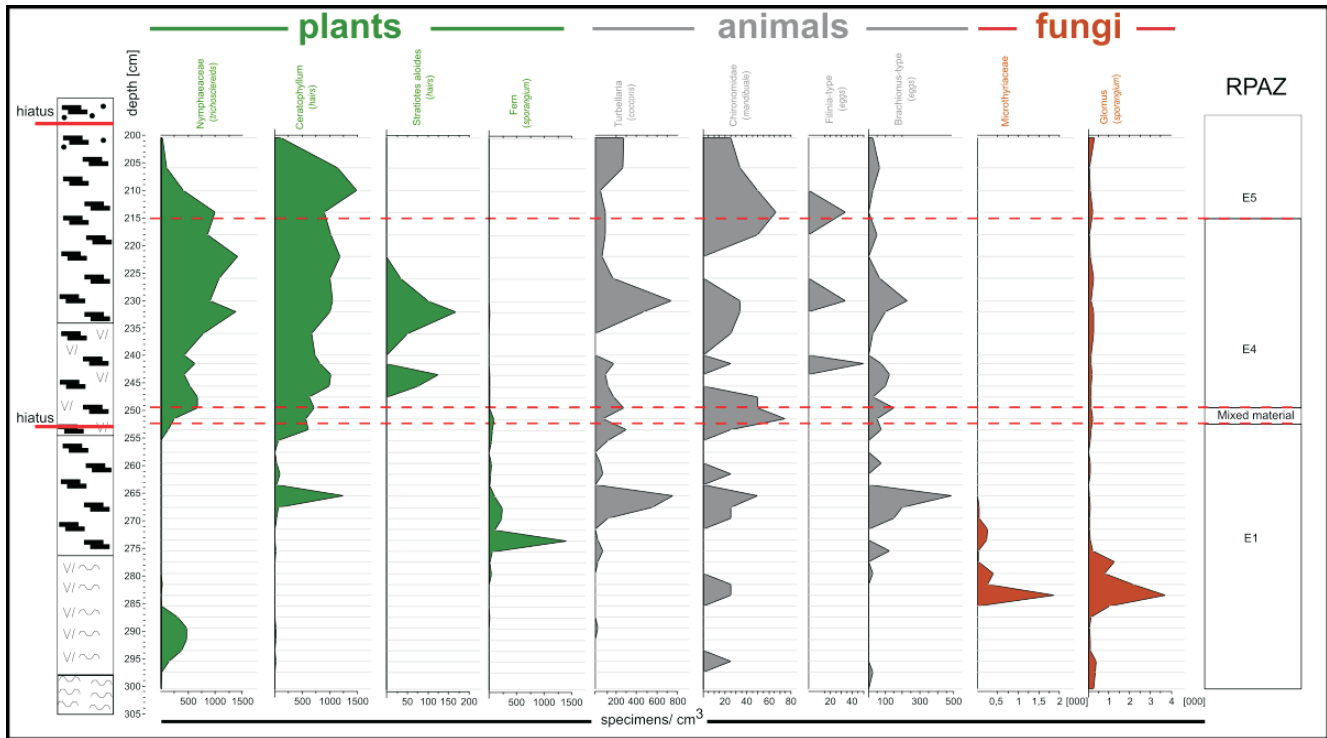 plants animals fungi
depth [cm]
Nymphaeaceae
(trichosclereids)
Ceratophyllum
(hairs)
Stratiotes aloides
(hairs)
Fern
(sporangium)
Turbellaria
(coccons)
Chironomidae
(mandibuale)
Filinia-type
(eggs)
Brachionus-type
(eggs)
Microthyriaceae
Glomus
(sporangium)
RPAZ
hiatus
200
205
210
215
220
225
230
235
240
245
250
255
260
265
270
275
280
285
290
295
300
305
hiatus
E5
E4
Mixed material
E1
500 1000 1500
500 1000 1500
50 100 150 200
500 1000 1500
200 400 600 800
20 40 60 80
20 40
100 200 300 400 500
0,5 1 1,5 2 [000]
1 2 3 4 [000]
specimens/ cm³